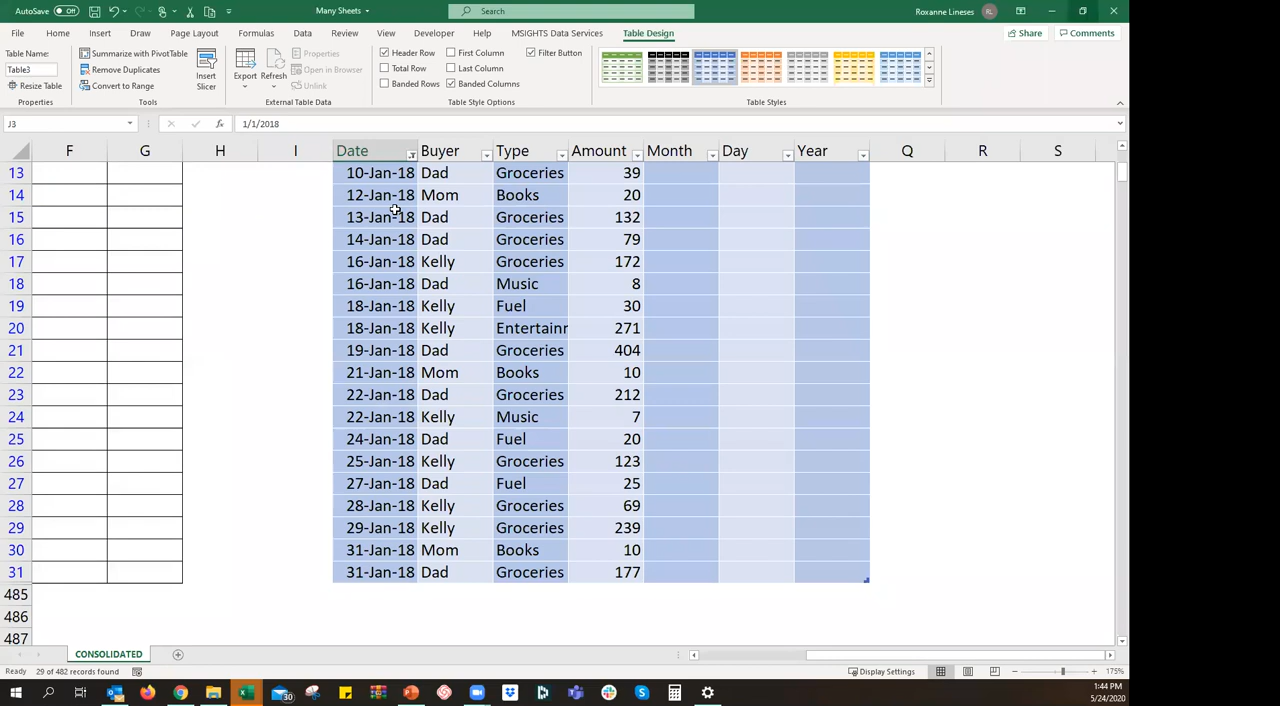 AutoSave Off Many Sheets Search Roxanne Lineses RL
File Home Insert Draw Page Layout Formulas Data Review View Developer Help MSIGHTS Data Services Table Design Share Comments
Table Name: Summarize with PivotTable Properties Header Row First Column Filter Button
Table3 Remove Duplicates Insert Slicer Export Refresh Open in Browser Total Row Last Column
Resize Table Convert to Range Unlink Banded Rows Banded Columns
Properties Tools External Table Data Table Style Options Table Styles
J3 fx 1/1/2018
F G H I Date Buyer Type Amount Month Day Year Q R S
13 10-Jan-18 Dad Groceries 39
14 12-Jan-18 Mom Books 20
15 13-Jan-18 Dad Groceries 132
16 14-Jan-18 Dad Groceries 79
17 16-Jan-18 Kelly Groceries 172
18 16-Jan-18 Dad Music 8
19 18-Jan-18 Kelly Fuel 30
20 18-Jan-18 Kelly Entertainr 271
21 19-Jan-18 Dad Groceries 404
22 21-Jan-18 Mom Books 10
23 22-Jan-18 Dad Groceries 212
24 22-Jan-18 Kelly Music 7
25 24-Jan-18 Dad Fuel 20
26 25-Jan-18 Kelly Groceries 123
27 27-Jan-18 Dad Fuel 25
28 28-Jan-18 Kelly Groceries 69
29 29-Jan-18 Kelly Groceries 239
30 31-Jan-18 Mom Books 10
31 31-Jan-18 Dad Groceries 177
485
486
487
CONSOLIDATED
Ready 29 of 482 records found Display Settings 175%
30 1:44 PM
5/24/2020